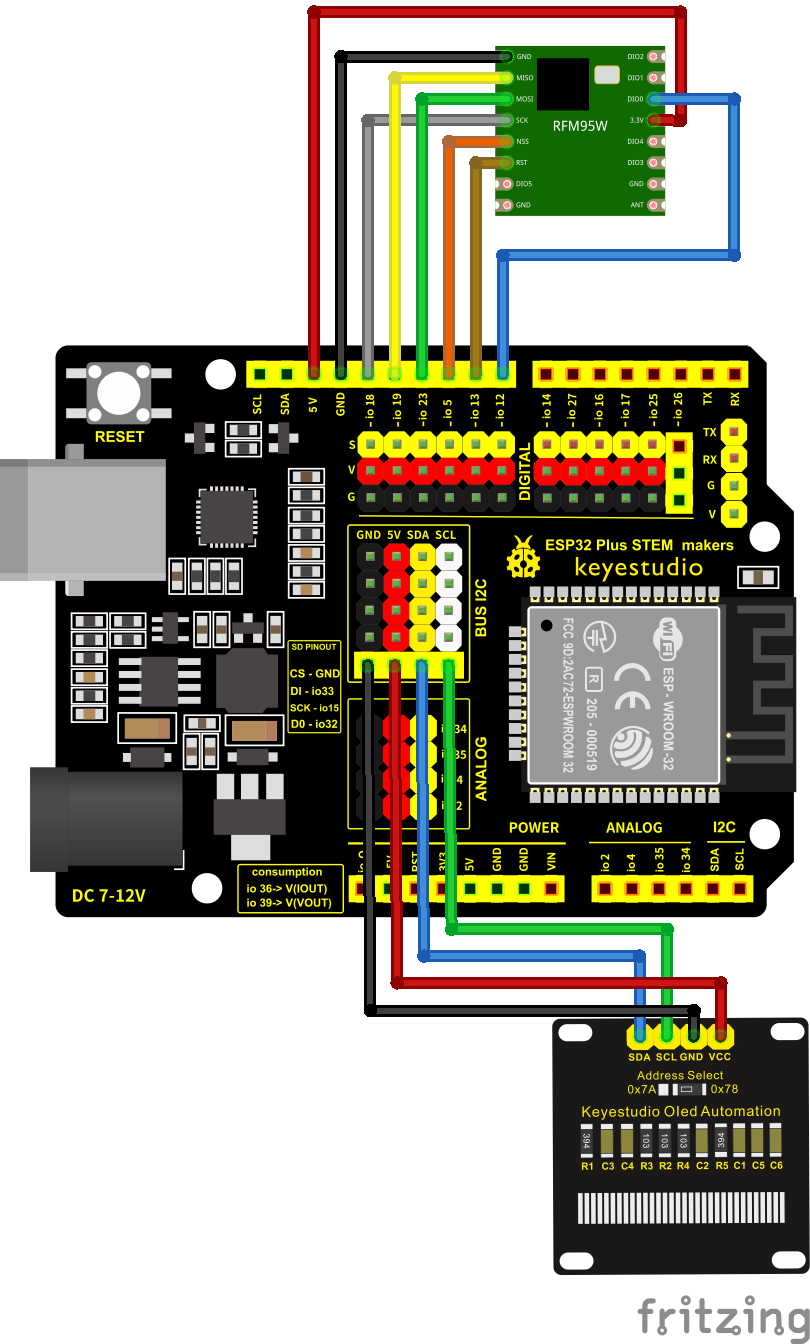 GND
DIO2
MISO
DIO1
MOSI
DIO0
SCK
3.3V
RFM95W
NSS
DIO4
RST
DIO3
DIO5
GND
GND
ANT
SCL
SDA
5V
GND
io 18
io 19
io 23
io 5
io 13
io 12
io 14
io 27
io 16
io 17
io 25
io 26
TX
RX
RESET
S
V
G
DIGITAL
TX
RX
G
V
GND 5V SDA SCL
BUS I2C
ESP32 Plus STEM makers
keyestudio
WiFi
ESP-WROOM-32
CE
R
205-000519
FCC 9D:2AC72-ESPWROOM 32
SD PINOUT
CS - GND
DI - io33
SCK - io15
D0 - io32
ANALOG
POWER
ANALOG
I2C
3V3
5V
GND
GND
VIN
io 2
io 4
io 35
io 34
SDA
SCL
DC 7-12V
consumption
io 36-> V(IOUT)
io 39-> V(VOUT)
SDA SCL GND VCC
Address Select
0x7A 0x78
Keyestudio Oled Automation
394 103 103 103 394
R1 C3 C4 R3 R2 R4 C2 R5 C1 C5 C6
fritzing